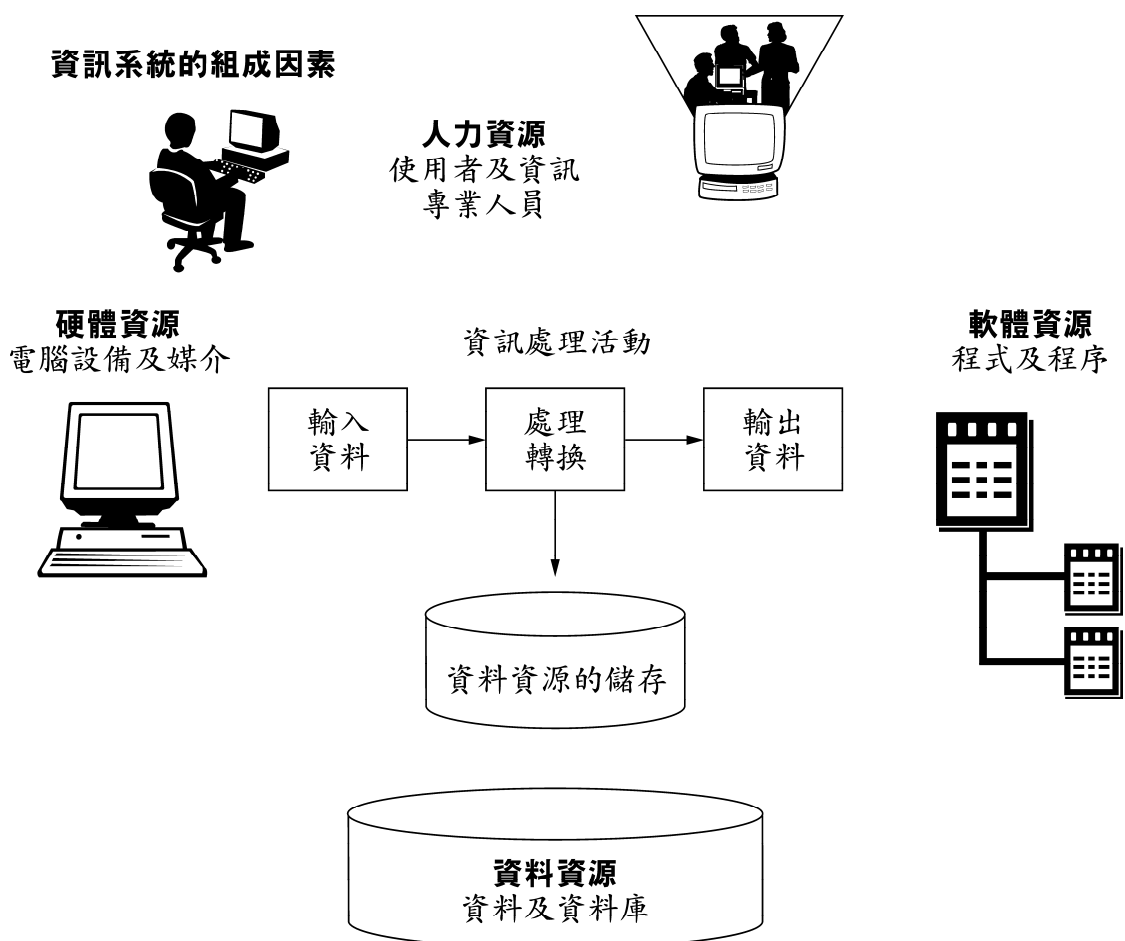 資訊系統的組成因素
人力資源
使用者及資訊
專業人員
硬體資源
電腦設備及媒介
資訊處理活動
軟體資源
程式及程序
輸入
資料
處理
轉換
輸出
資料
資料資源的儲存
資料資源
資料及資料庫